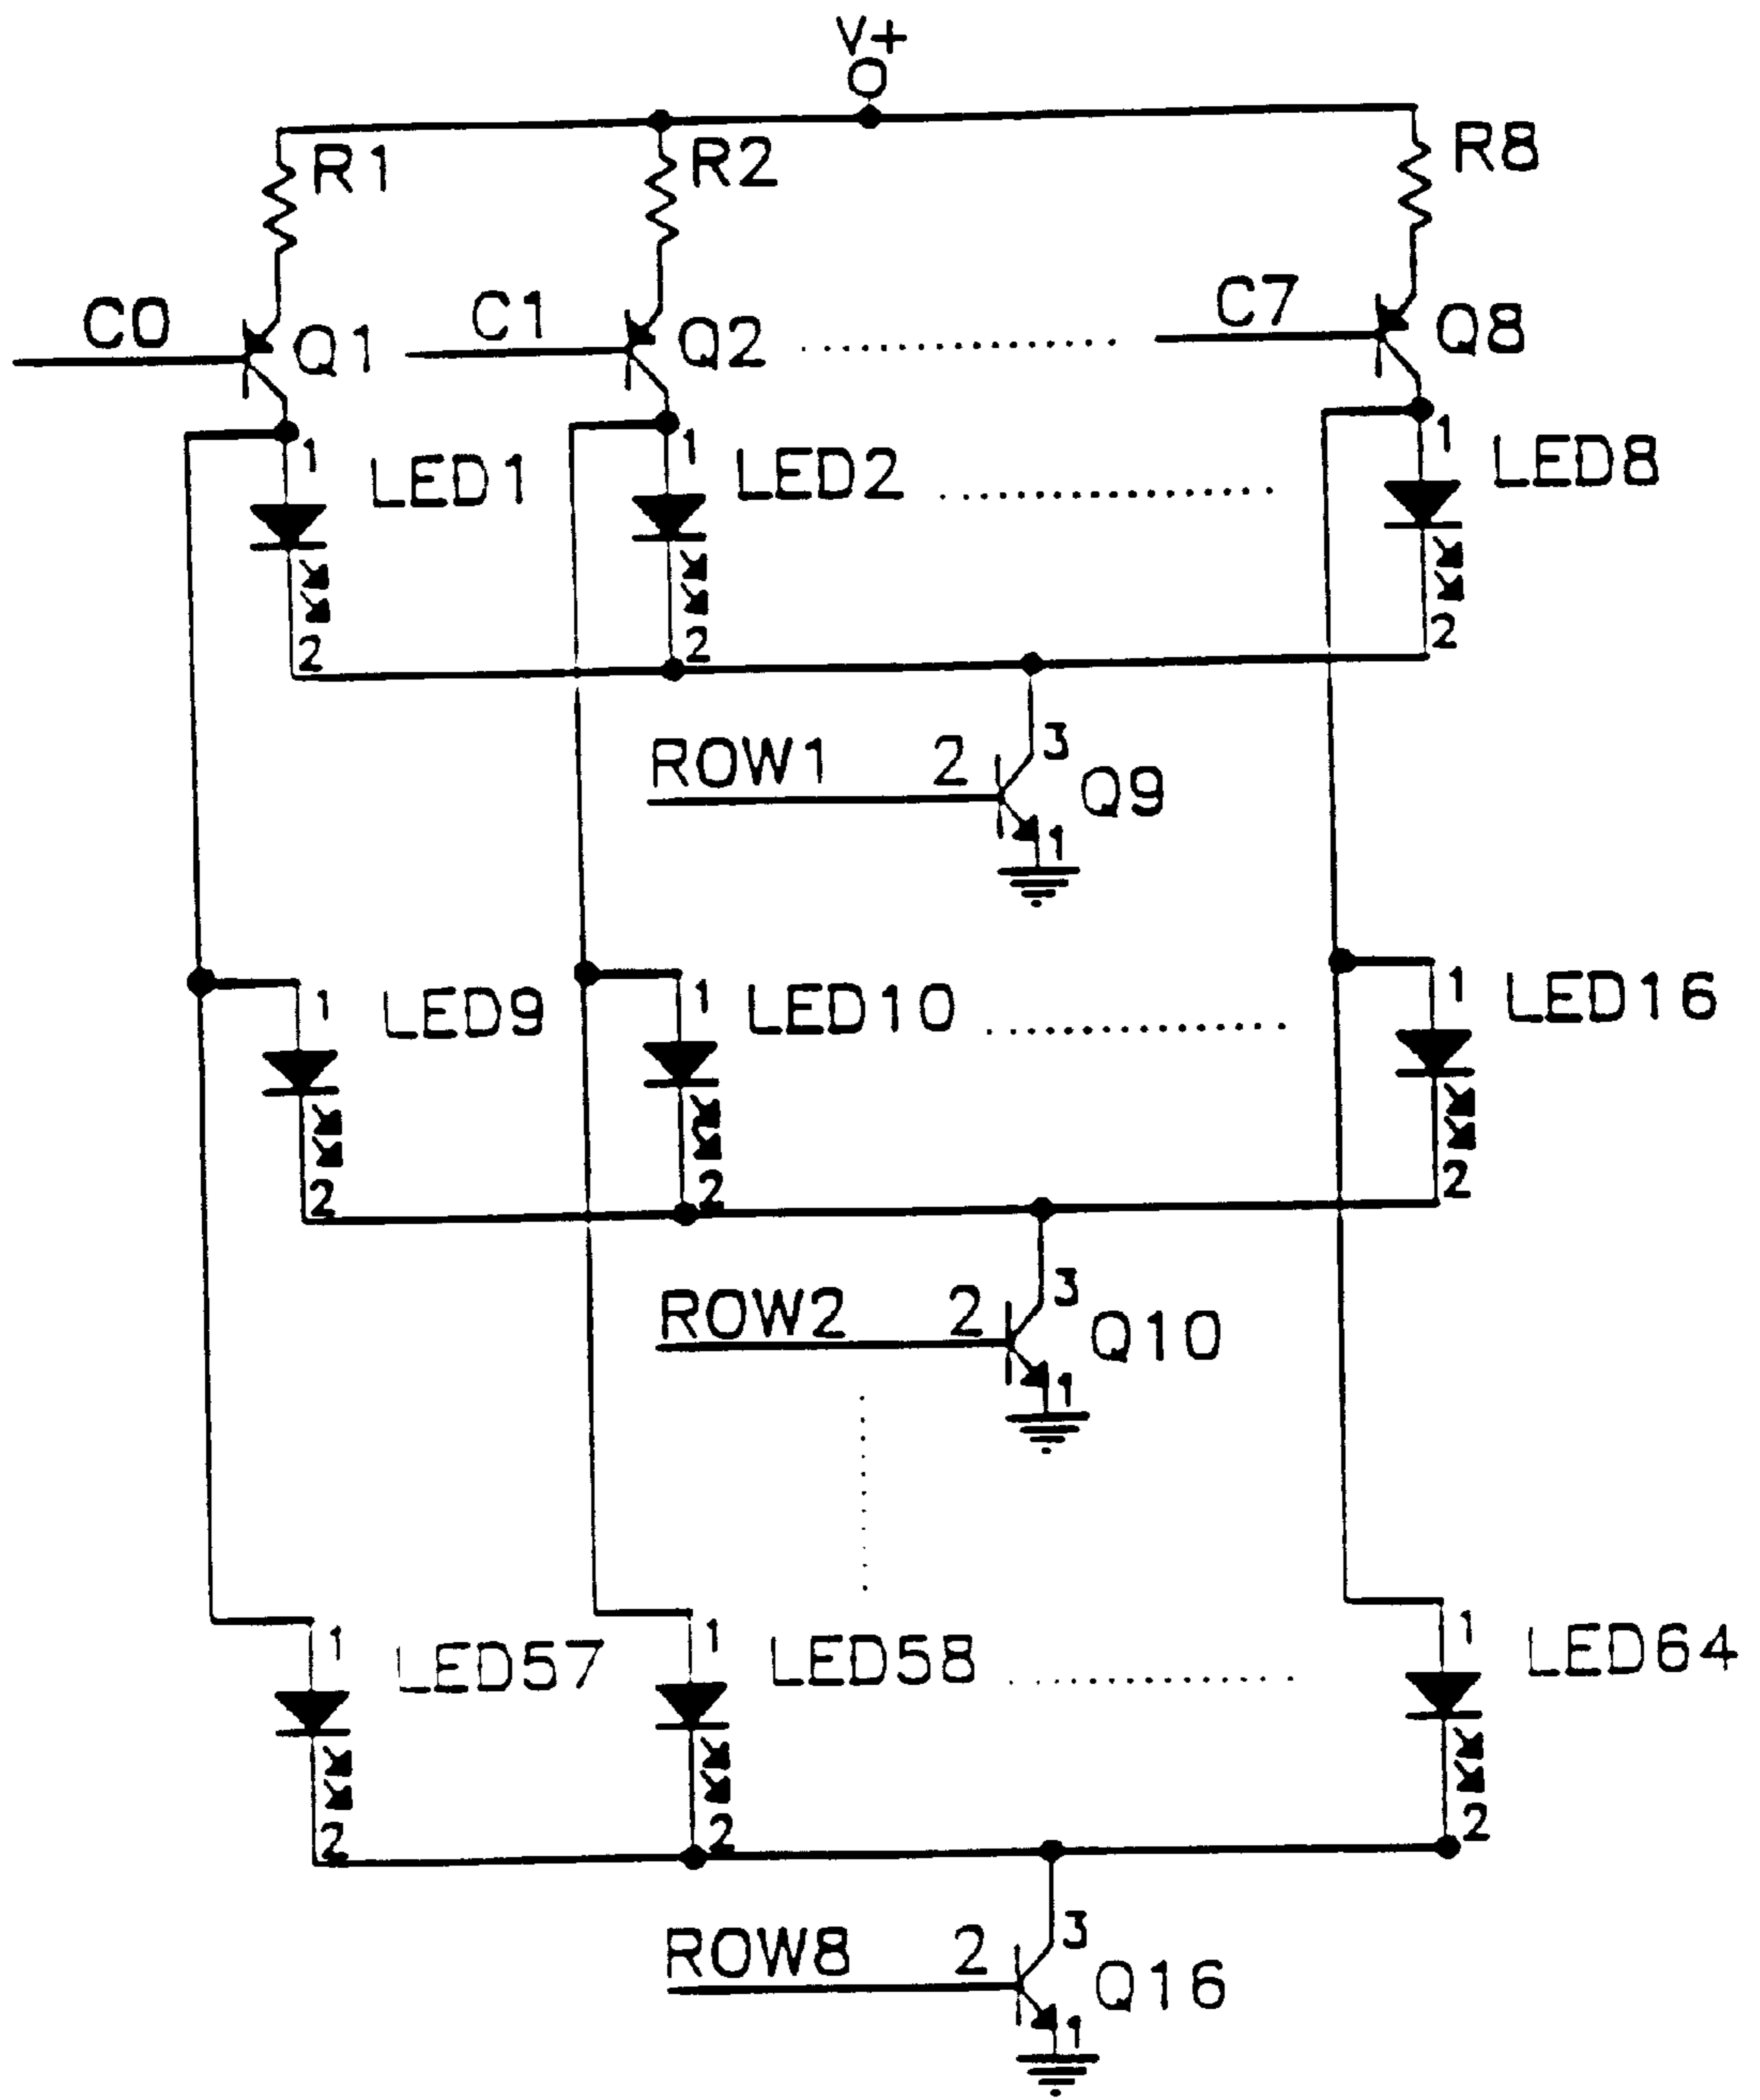 V+
R1 R2 R8
C0 Q1 C1 Q2 C7 Q8
1 LED1 1 LED2 1 LED8
2 2 2
ROW1 2 3 Q9
1
1 LED9 1 LED10 1 LED16
2 2 2
ROW2 2 3 Q10
1
1 LED57 1 LED58 1 LED64
2 2 2
ROW8 2 3 Q16
1